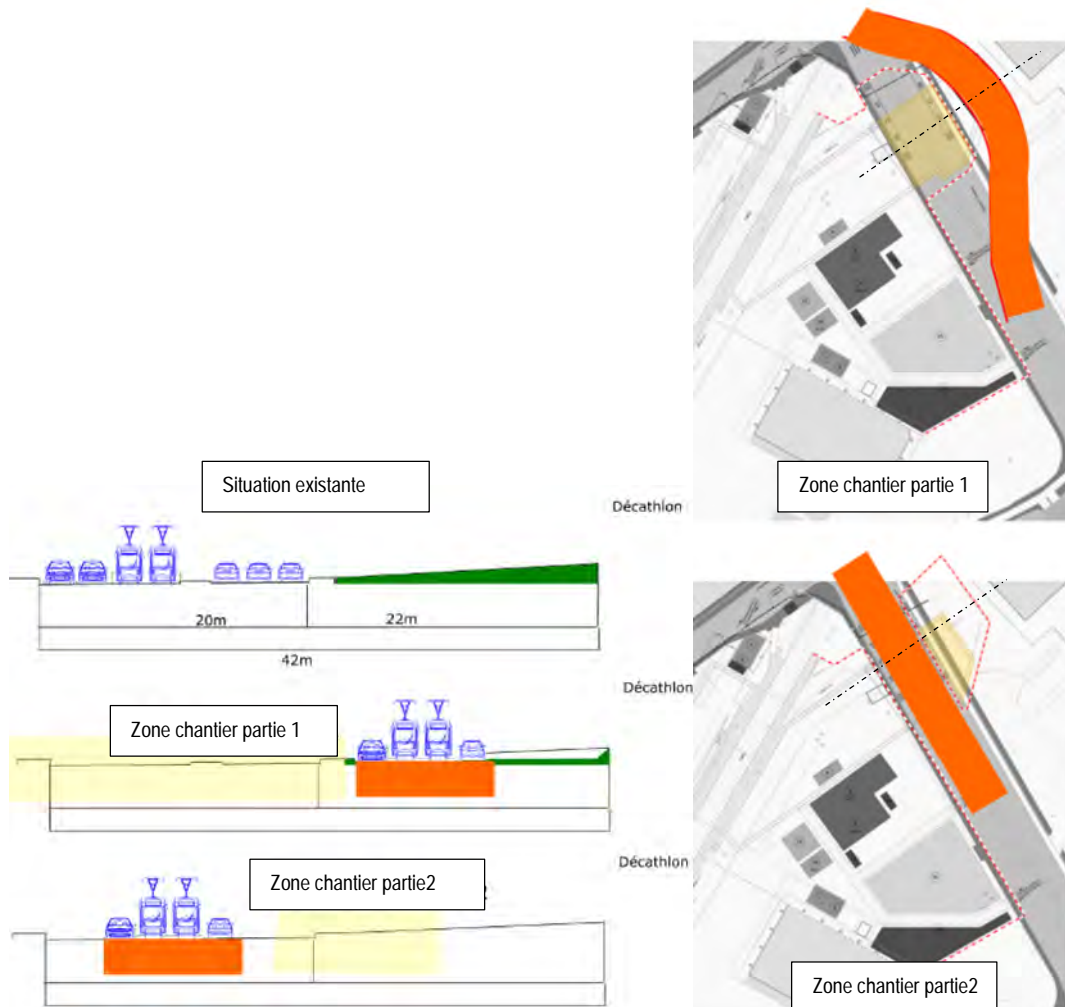 Zone chantier partie 1
Situation existante
Décathlon
20m
22m
42m
Décathlon
Zone chantier partie 1
Décathlon
Zone chantier partie2
Zone chantier partie2